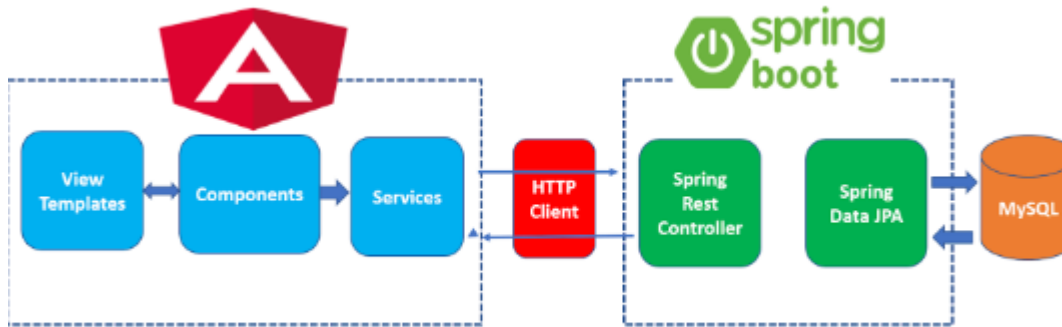 A
spring
boot
View
Templates
Components
Services
HTTP
Client
Spring
Rest
Controller
Spring
Data JPA
MySQL